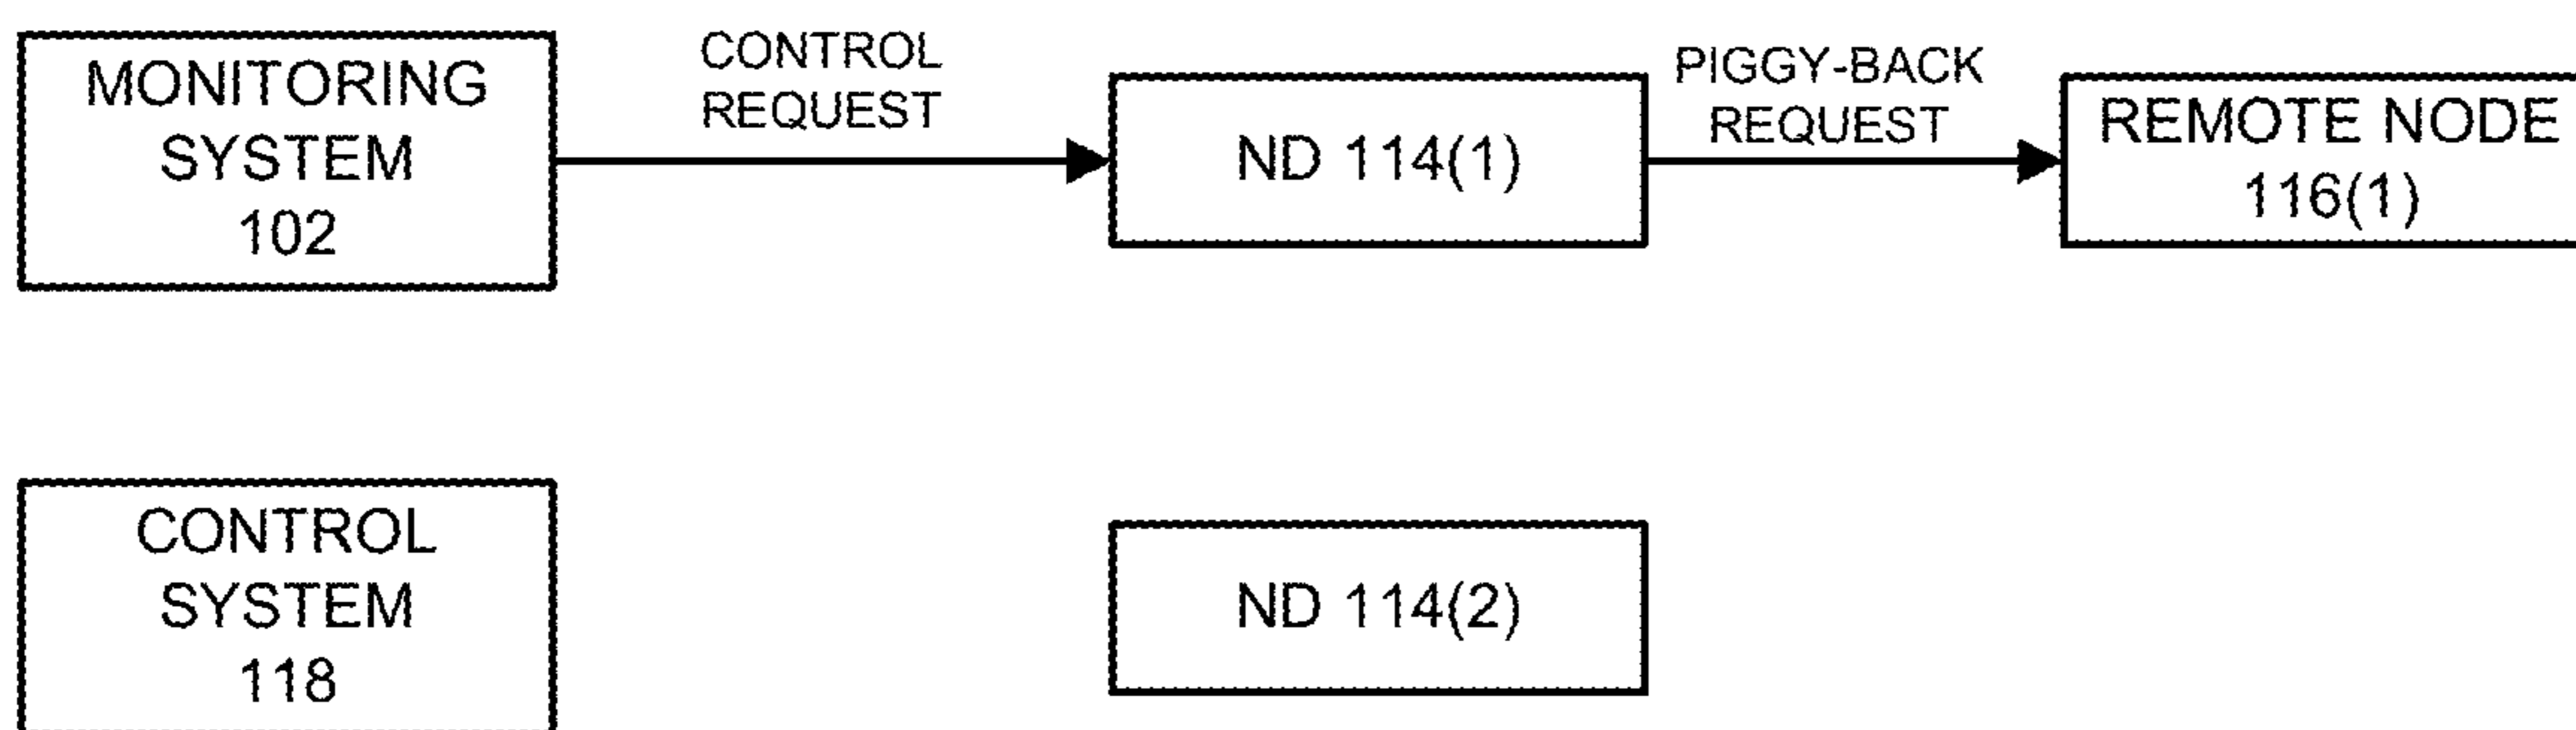 MONITORING
SYSTEM
102
CONTROL
REQUEST
ND 114(1)
PIGGY-BACK
REQUEST
REMOTE NODE
116(1)
CONTROL
SYSTEM
118
ND 114(2)